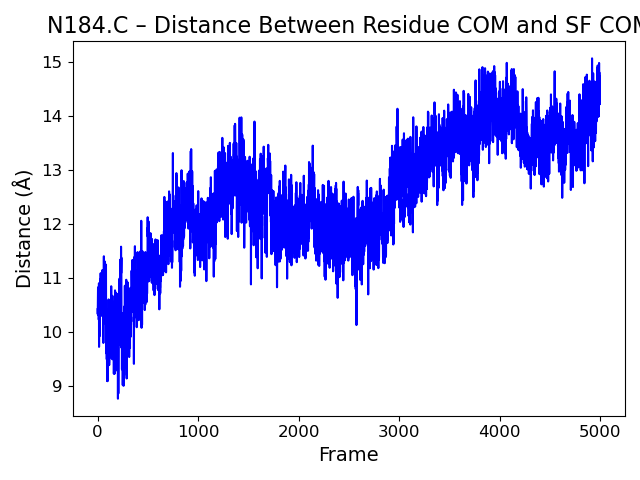 N184.C – Distance Between Residue COM and SF COM
15
14
13
12
11
10
9
Distance (Å)
0 1000 2000 3000 4000 5000
Frame